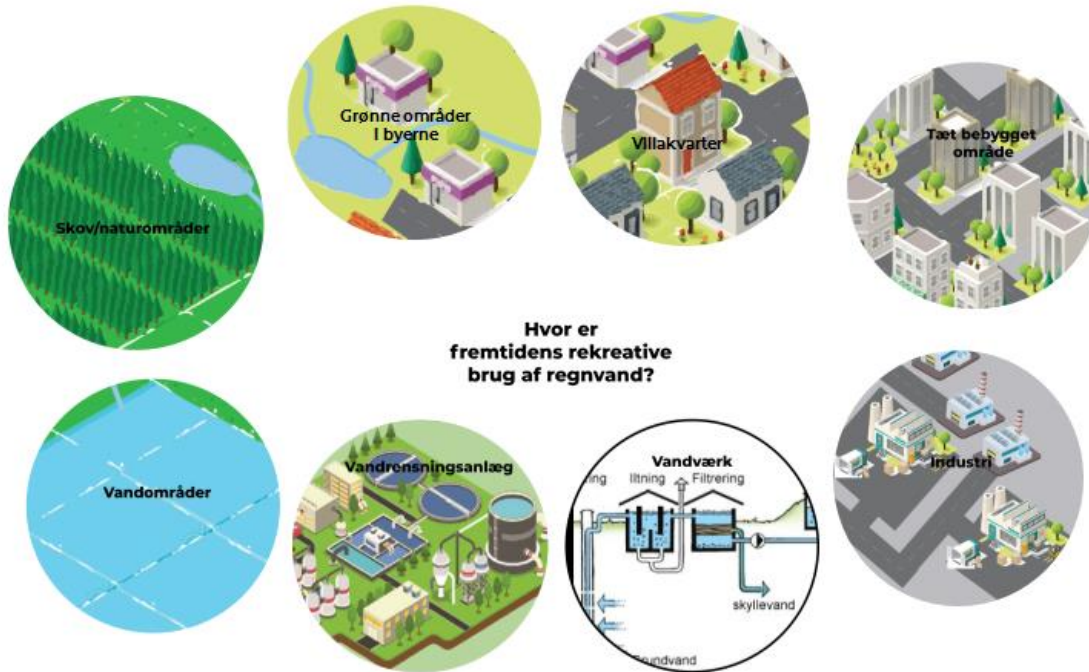 Grønne områder
I byerne
Villakvarter
Tæt bebygget
område
Skov/naturområder
Hvor er
fremtidens rekreative
brug af regnvand?
Vandområder
Vandrensningsanlæg
Vandværk
Iltning
Filtrering
skyllevand
Industri